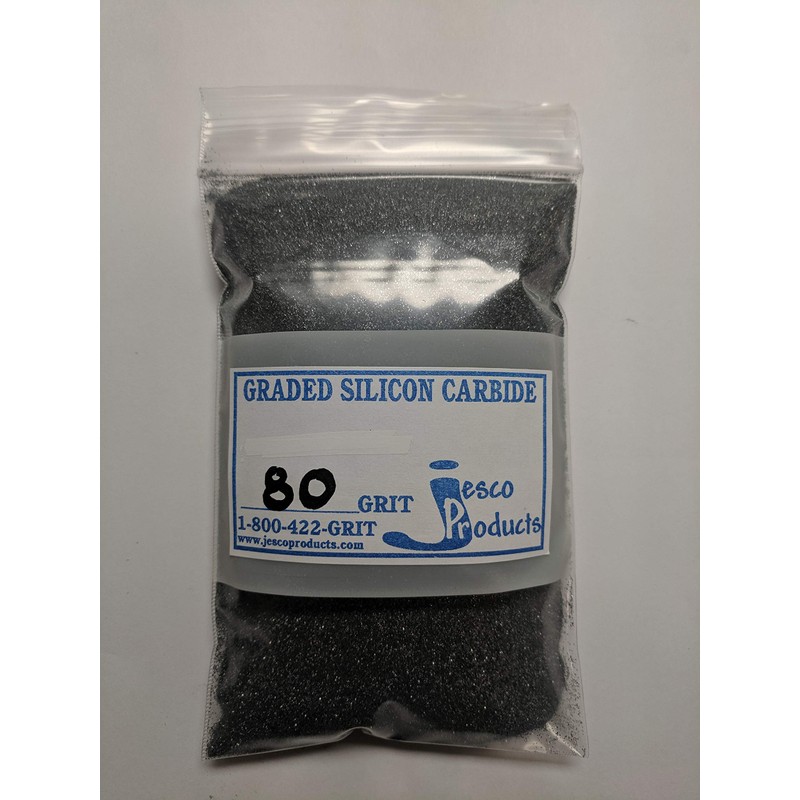 GRADED SILICON CARBIDE
80 GRIT
1-800-422-GRIT
www.jescoproducts.com
jesco
Products